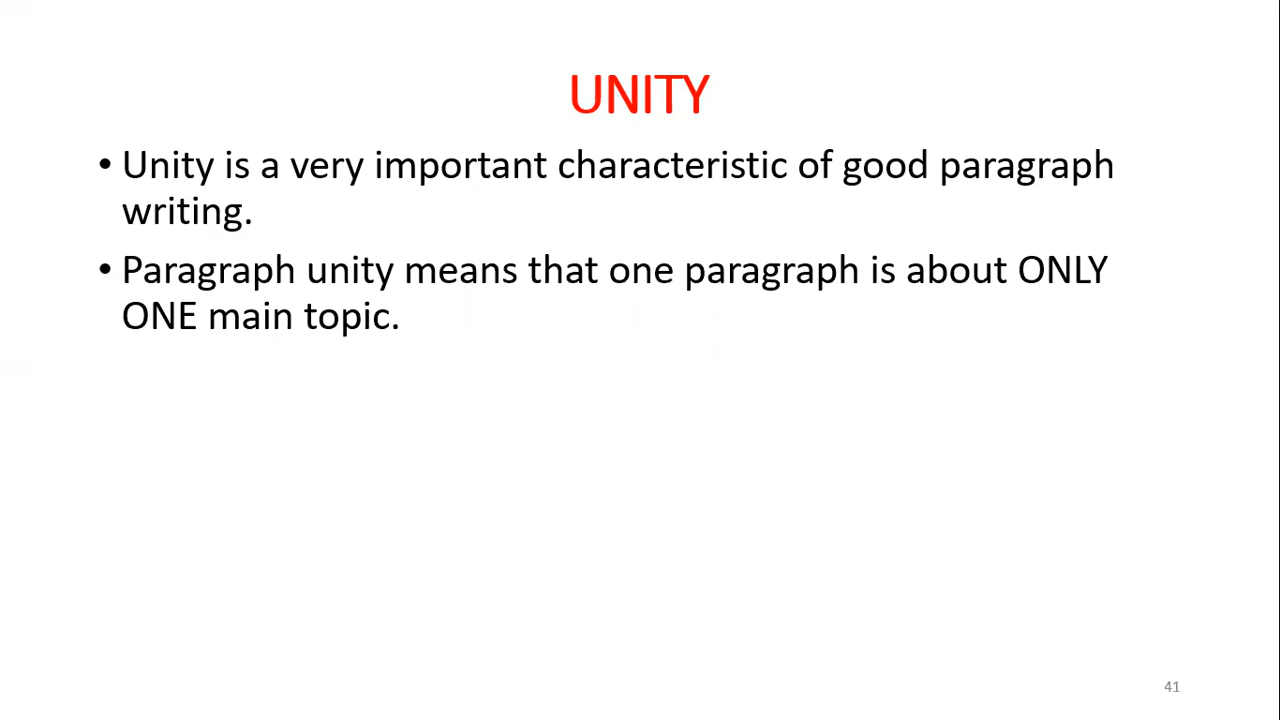 UNITY
• Unity is a very important characteristic of good paragraph
writing.
• Paragraph unity means that one paragraph is about ONLY
ONE main topic.
41